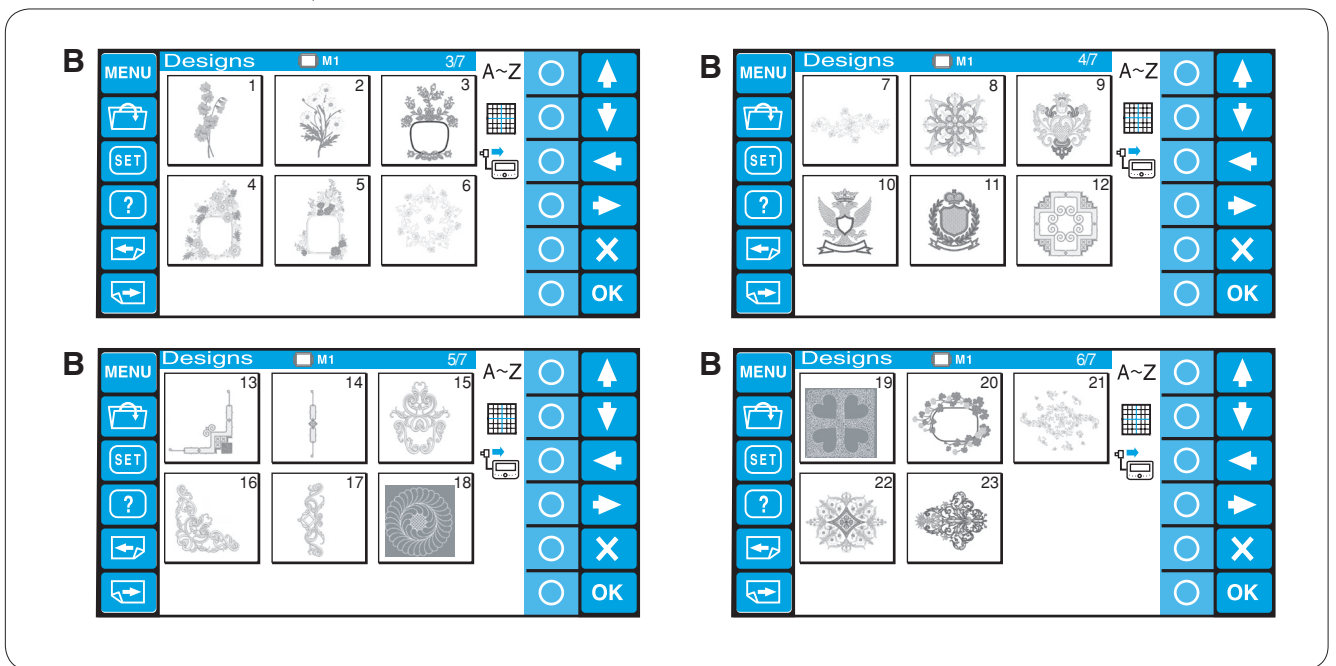 B
MENU
Designs M1 3/7
A~Z
1 2 3
SET
?
4 5 6
OK
B
MENU
Designs M1 4/7
A~Z
7 8 9
SET
?
10 11 12
OK
B
MENU
Designs M1 5/7
A~Z
13 14 15
SET
?
16 17 18
OK
B
MENU
Designs M1 6/7
A~Z
19 20 21
SET
?
22 23
OK